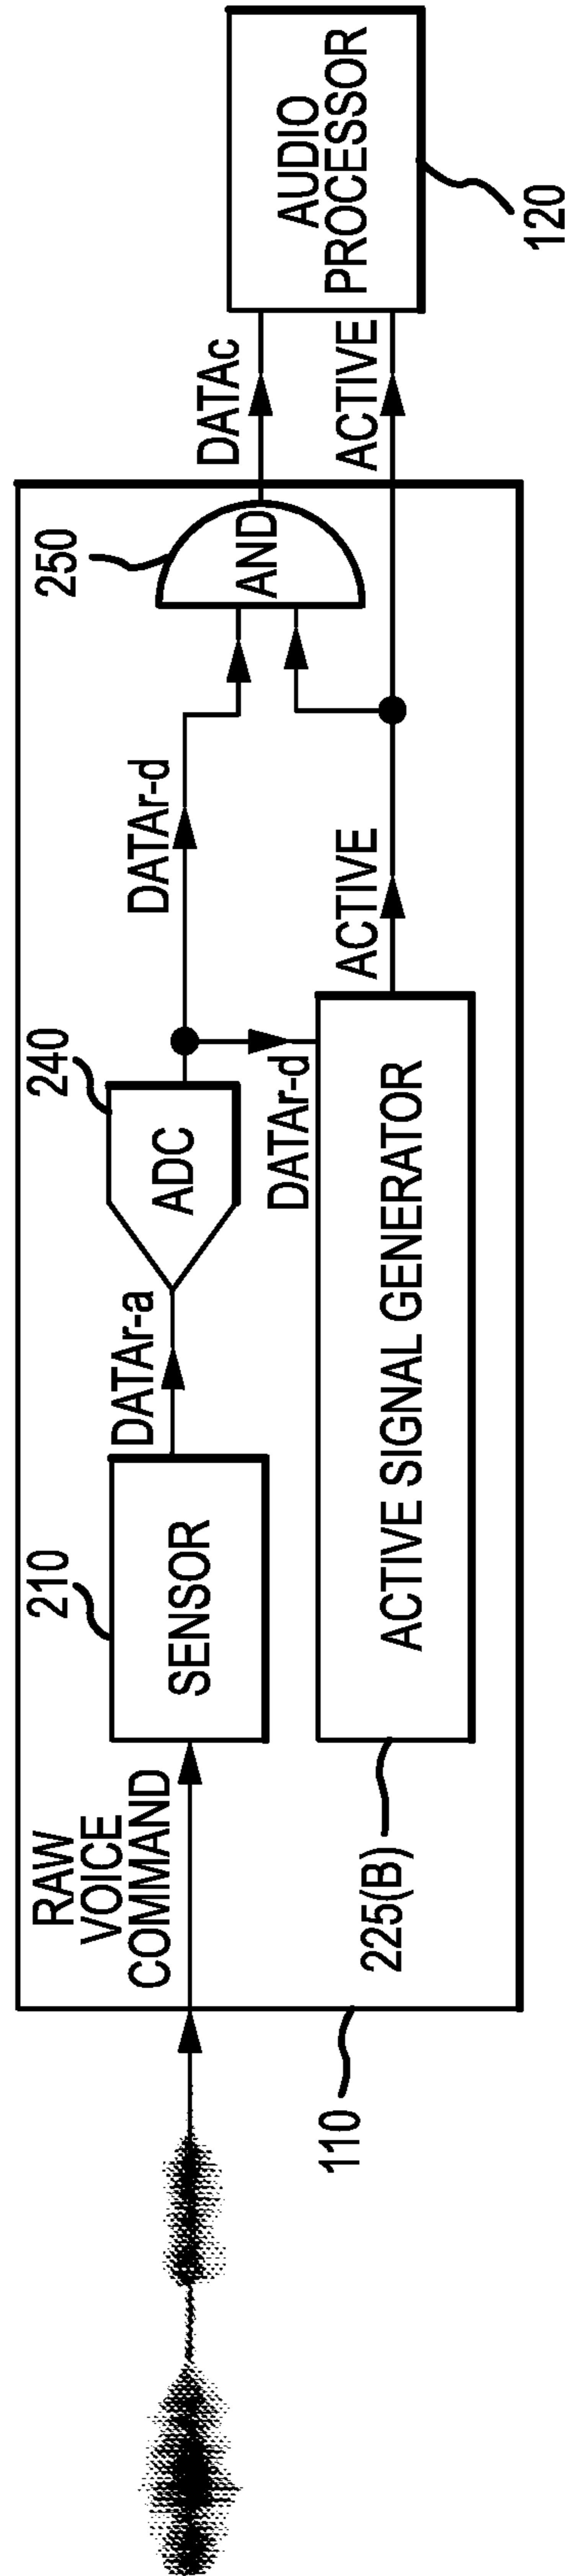 RAW
VOICE
COMMAND
210
SENSOR
DATAr-a
240
ADC
DATAr-d
DATAr-d
250
AND
DATAc
AUDIO
PROCESSOR
120
ACTIVE
ACTIVE
ACTIVE SIGNAL GENERATOR
225(B)
110